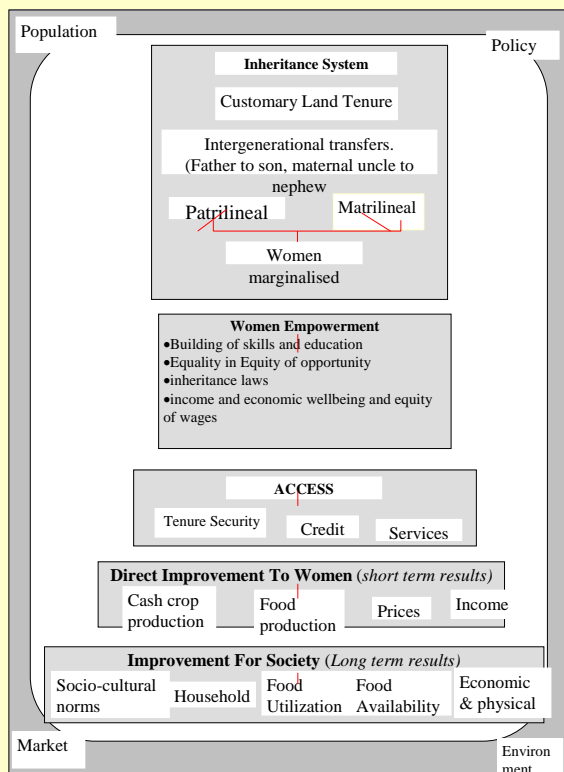 Population
Policy
Inheritance System
Customary Land Tenure
Intergenerational transfers.
(Father to son, maternal uncle to
nephew
Patrilineal
Matrilineal
Women
marginalised
Women Empowerment
•Building of skills and education
•Equality in Equity of opportunity
•inheritance laws
•income and economic wellbeing and equity
of wages
ACCESS
Tenure Security
Credit
Services
Direct Improvement To Women (short term results)
Cash crop
production
Food
production
Prices
Income
Improvement For Society (Long term results)
Socio-cultural
norms
Household
Food
Utilization
Food
Availability
Economic
& physical
Market
Environ
ment